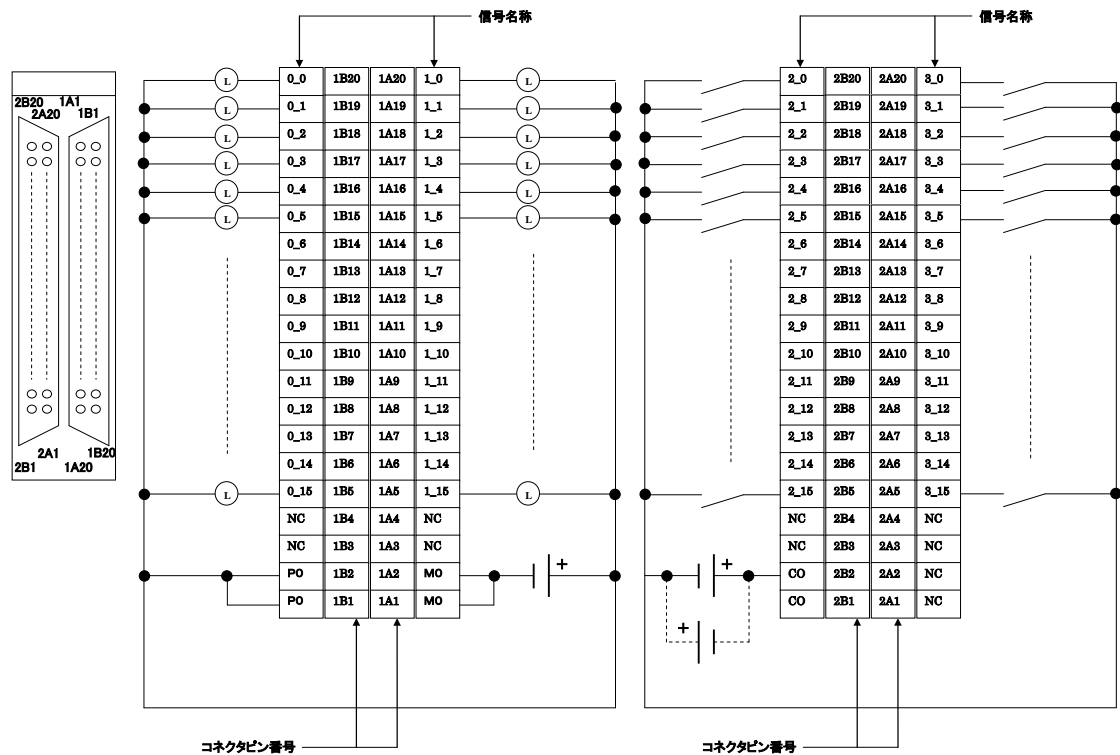 信号名称
信号名称
2B20 1A1
2A20 1B1
2A1 1B20
2B1 1A20
L 0_0 1B20 1A20 1_0 L
L 0_1 1B19 1A19 1_1 L
L 0_2 1B18 1A18 1_2 L
L 0_3 1B17 1A17 1_3 L
L 0_4 1B16 1A16 1_4 L
L 0_5 1B15 1A15 1_5 L
0_6 1B14 1A14 1_6
0_7 1B13 1A13 1_7
0_8 1B12 1A12 1_8
0_9 1B11 1A11 1_9
0_10 1B10 1A10 1_10
0_11 1B9 1A9 1_11
0_12 1B8 1A8 1_12
0_13 1B7 1A7 1_13
0_14 1B6 1A6 1_14
L 0_15 1B5 1A5 1_15 L
NC 1B4 1A4 NC
NC 1B3 1A3 NC
P0 1B2 1A2 M0 +
P0 1B1 1A1 M0
2_0 2B20 2A20 3_0
2_1 2B19 2A19 3_1
2_2 2B18 2A18 3_2
2_3 2B17 2A17 3_3
2_4 2B16 2A16 3_4
2_5 2B15 2A15 3_5
2_6 2B14 2A14 3_6
2_7 2B13 2A13 3_7
2_8 2B12 2A12 3_8
2_9 2B11 2A11 3_9
2_10 2B10 2A10 3_10
2_11 2B9 2A9 3_11
2_12 2B8 2A8 3_12
2_13 2B7 2A7 3_13
2_14 2B6 2A6 3_14
2_15 2B5 2A5 3_15
NC 2B4 2A4 NC
NC 2B3 2A3 NC
+ C0 2B2 2A2 NC
C0 2B1 2A1 NC
+
コネクタピン番号
コネクタピン番号